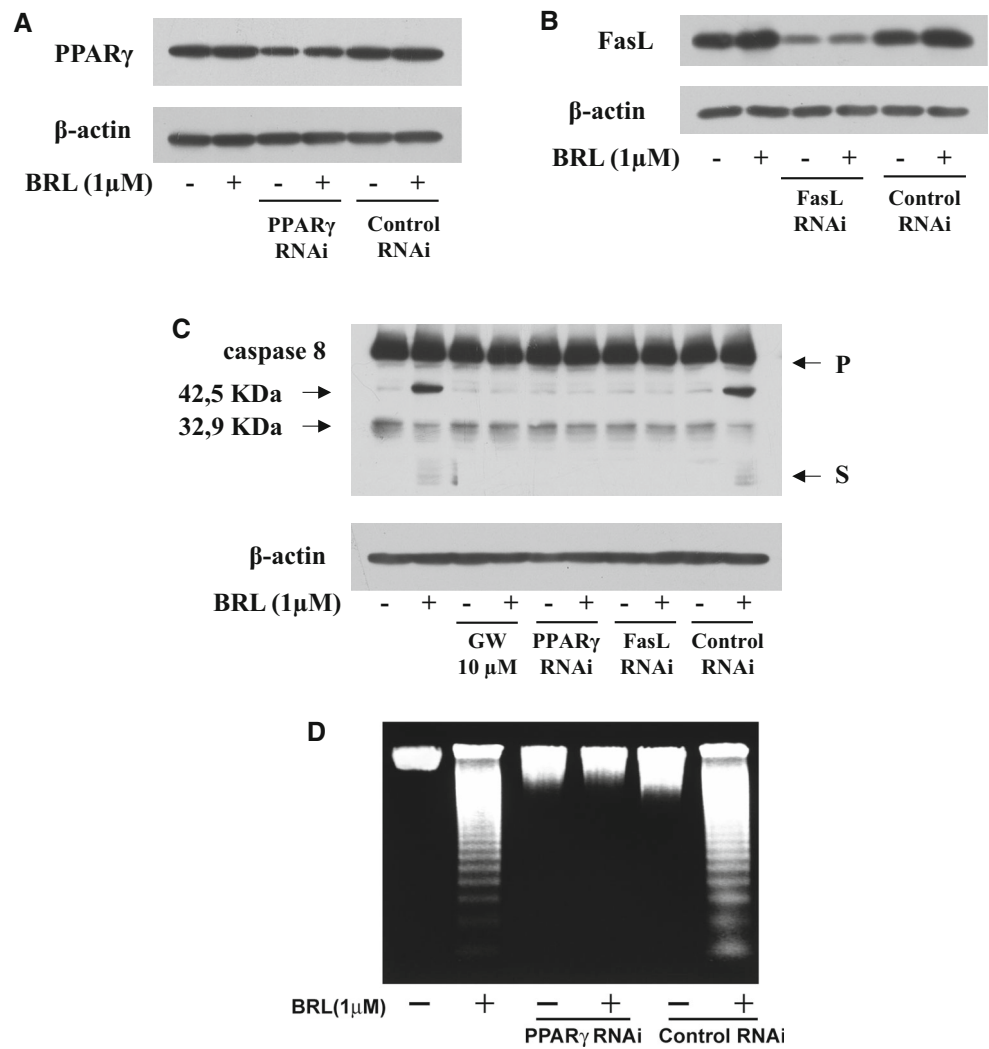 A
PPARγ
β-actin
BRL (1μM) - + - + - +
PPARγ RNAi
Control RNAi
B
FasL
β-actin
BRL (1μM) - + - + - +
FasL RNAi
Control RNAi
C
caspase 8
P
42,5 KDa
32,9 KDa
S
β-actin
BRL (1μM) - + - + - + - + - +
GW 10 μM
PPARγ RNAi
FasL RNAi
Control RNAi
D
BRL(1μM) - + - + - +
PPARγ RNAi Control RNAi